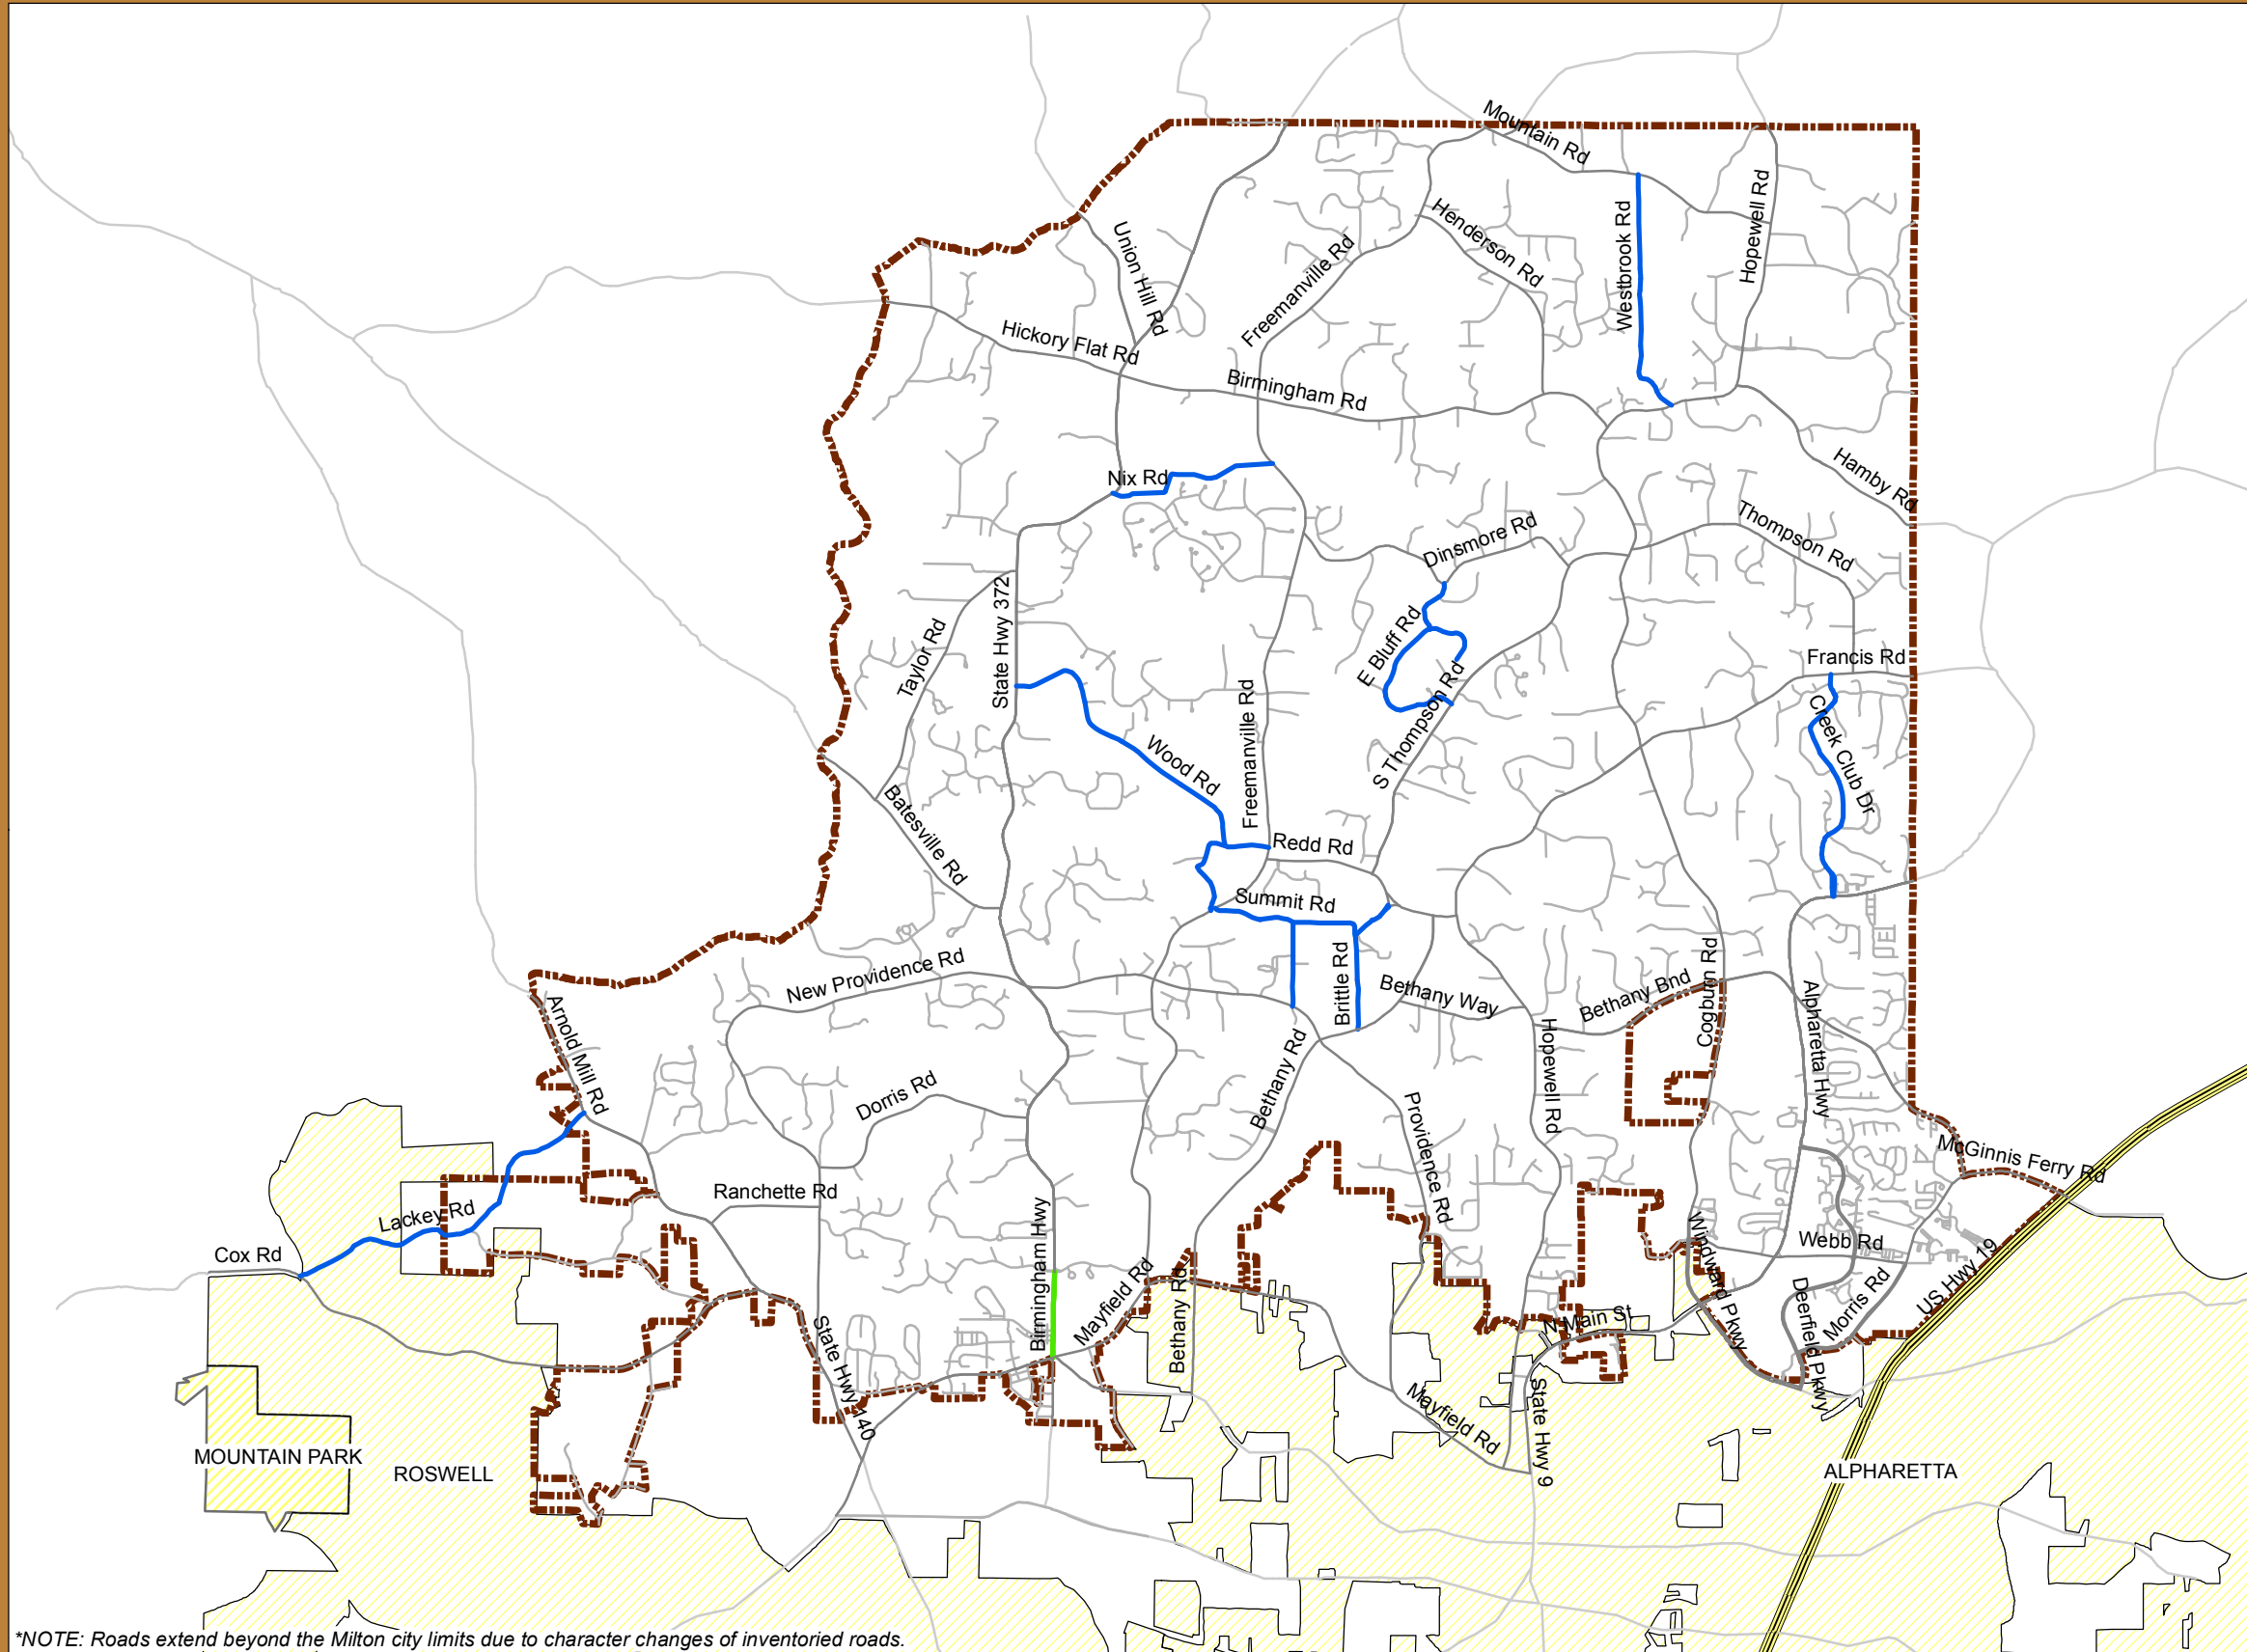 Mountain Rd
Hopewell Rd
Westbrook Rd
Henderson Rd
Union Hill Rd
Freemanville Rd
Hickory Flat Rd
Birmingham Rd
Hamby Rd
Nix Rd
Thompson Rd
Dinsmore Rd
State Hwy 372
Taylor Rd
E Bluff Rd
Francis Rd
S Thompson Rd
Freemanville Rd
Creek Club Dr
Wood Rd
Batesville Rd
Redd Rd
Summit Rd
Brittle Rd
Cogburn Rd
New Providence Rd
Bethany Way
Bethany Bnd
Alpharetta Hwy
Arnold Mill Rd
Hopewell Rd
Bethany Rd
Dorris Rd
Providence Rd
McGinnis Ferry Rd
Ranchette Rd
Lackey Rd
Cox Rd
Birmingham Hwy
Windward Pkwy
Webb Rd
US Hwy 19
Mayfield Rd
Bethany Rd
Deerfield Pkwy
Morris Rd
N Main St
State Hwy 140
State Hwy 9
Mayfield Rd
MOUNTAIN PARK
ROSWELL
ALPHARETTA
*NOTE: Roads extend beyond the Milton city limits due to character changes of inventoried roads.